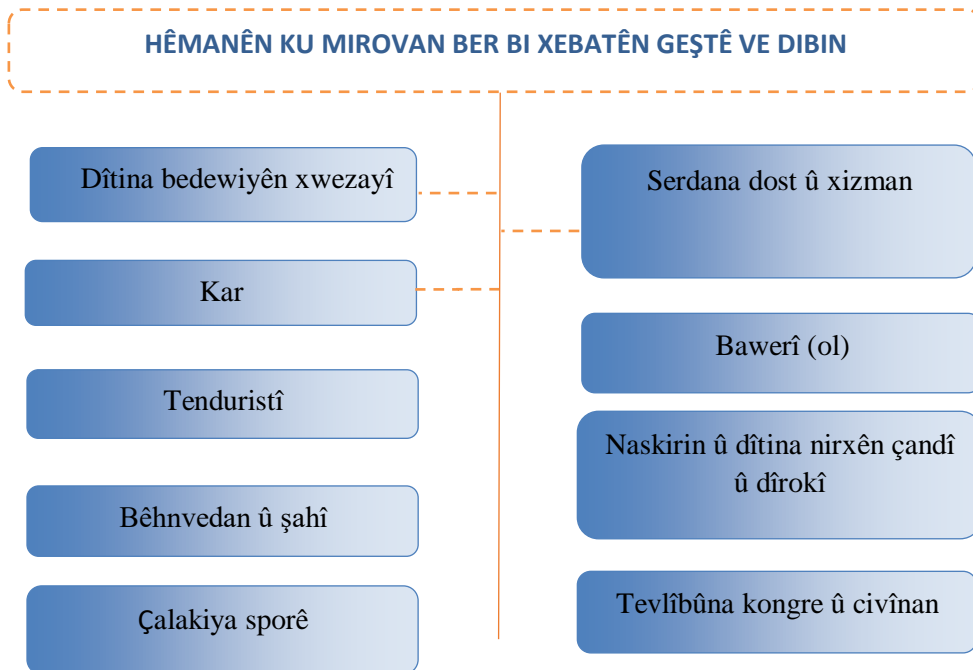 HÊMANÊN KU MIROVAN BER BI XEBATÊN GEŞTÊ VE DIBIN
Dîtina bedewiyên xwezayî
Kar
Tenduristî
Bêhnvedan û şahî
Çalakiya sporê
Serdana dost û xizman
Bawerî (ol)
Naskirin û dîtina nirxên çandî
û dîrokî
Tevlîbûna kongre û civînan